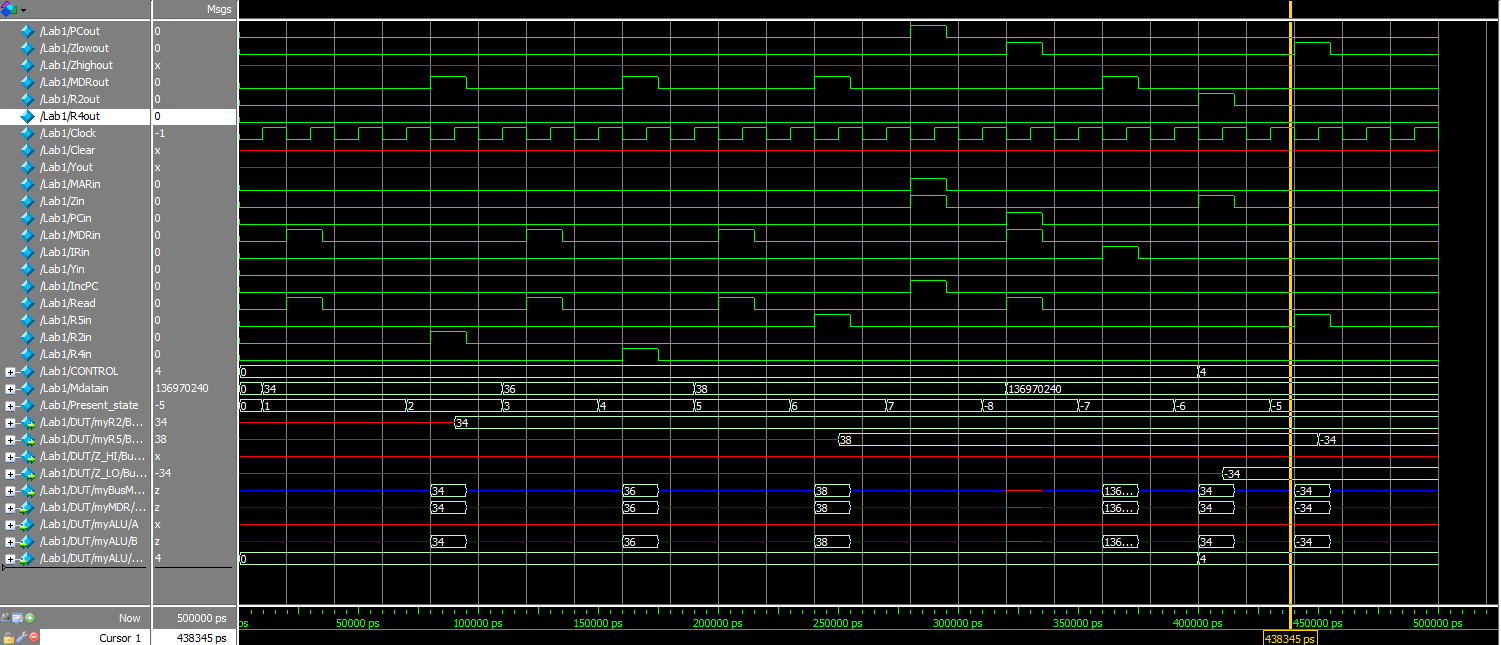 Msgs
/Lab1/PCout 0
/Lab1/Zlowout 0
/Lab1/Zhighout x
/Lab1/MDRout 0
/Lab1/R2out 0
/Lab1/R4out 0
/Lab1/Clock -1
/Lab1/Clear x
/Lab1/Yout x
/Lab1/MARin 0
/Lab1/Zin 0
/Lab1/PCin 0
/Lab1/MDRin 0
/Lab1/IRin 0
/Lab1/Yin 0
/Lab1/IncPC 0
/Lab1/Read 0
/Lab1/R5in 0
/Lab1/R2in 0
/Lab1/R4in 0
/Lab1/CONTROL 4 0 4
/Lab1/Mdatain 136970240 0 34 36 38 136970240
/Lab1/Present_state -5 0 1 2 3 4 5 6 7 -8 -7 -6 -5
/Lab1/DUT/myR2/B... 34 34
/Lab1/DUT/myR5/B... 38 38 -34
/Lab1/DUT/Z_HI/Bu... x
/Lab1/DUT/Z_LO/Bu... -34 -34
/Lab1/DUT/myBusM... z 34 36 38 136... 34 -34
/Lab1/DUT/myMDR/... z 34 36 38 136... 34 -34
/Lab1/DUT/myALU/A x
/Lab1/DUT/myALU/B z 34 36 38 136... 34 -34
/Lab1/DUT/myALU/... 4 0 4
Now 500000 ps ps 50000 ps 100000 ps 150000 ps 200000 ps 250000 ps 300000 ps 350000 ps 400000 ps 450000 ps 500000 ps
Cursor 1 438345 ps 438345 ps